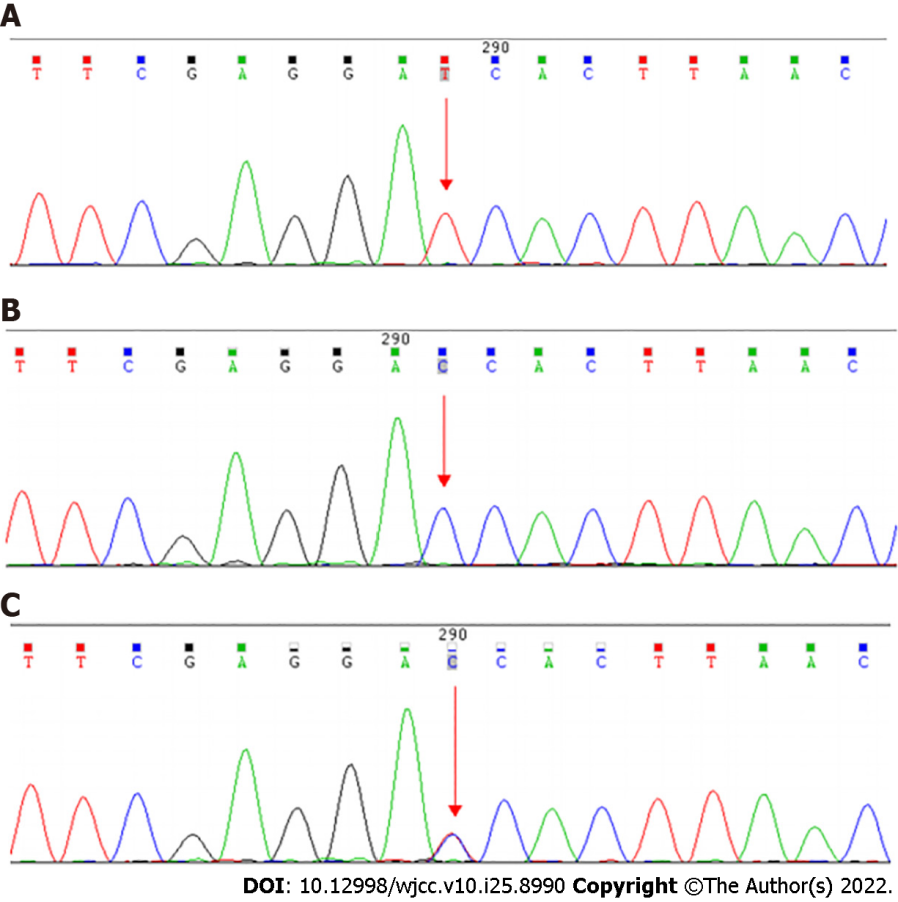 A
290
T T C G A G G A T C A C T T A A C
B
290
T T C G A G G A C C A C T T A A C
C
290
T T C G A G G A C C A C T T A A C
DOI: 10.12998/wjcc.v10.i25.8990 Copyright ©The Author(s) 2022.